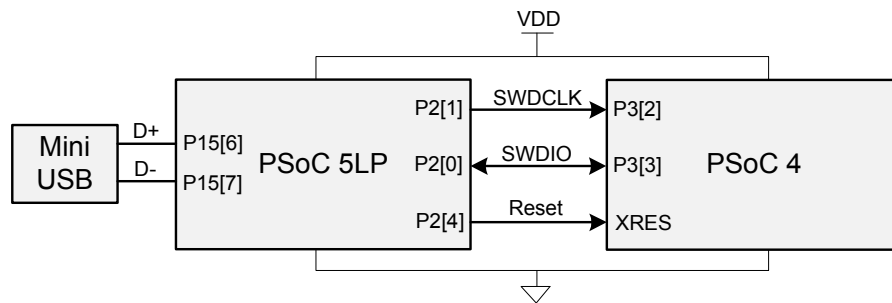 VDD
P2[1]
SWDCLK
P3[2]
Mini
USB
D+
D-
P15[6]
P15[7]
PSoC 5LP
P2[0]
SWDIO
P3[3]
PSoC 4
P2[4]
Reset
XRES